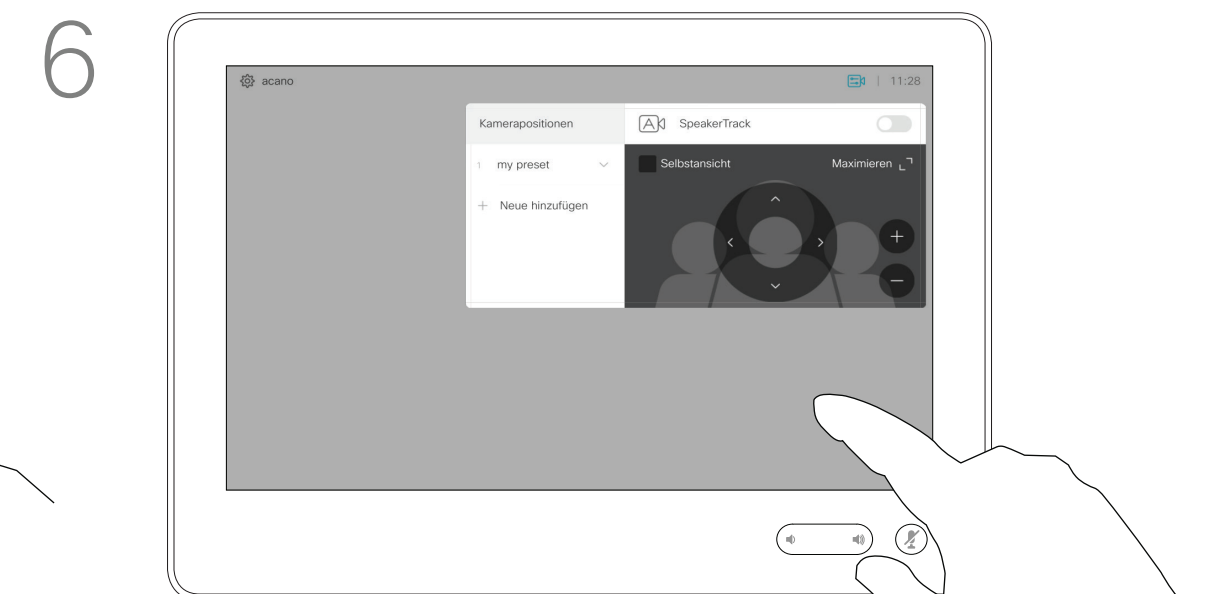 6
acano
11:28
Kamerapositionen
SpeakerTrack
1 my preset
Selbstansicht
Maximieren
+ Neue hinzufügen